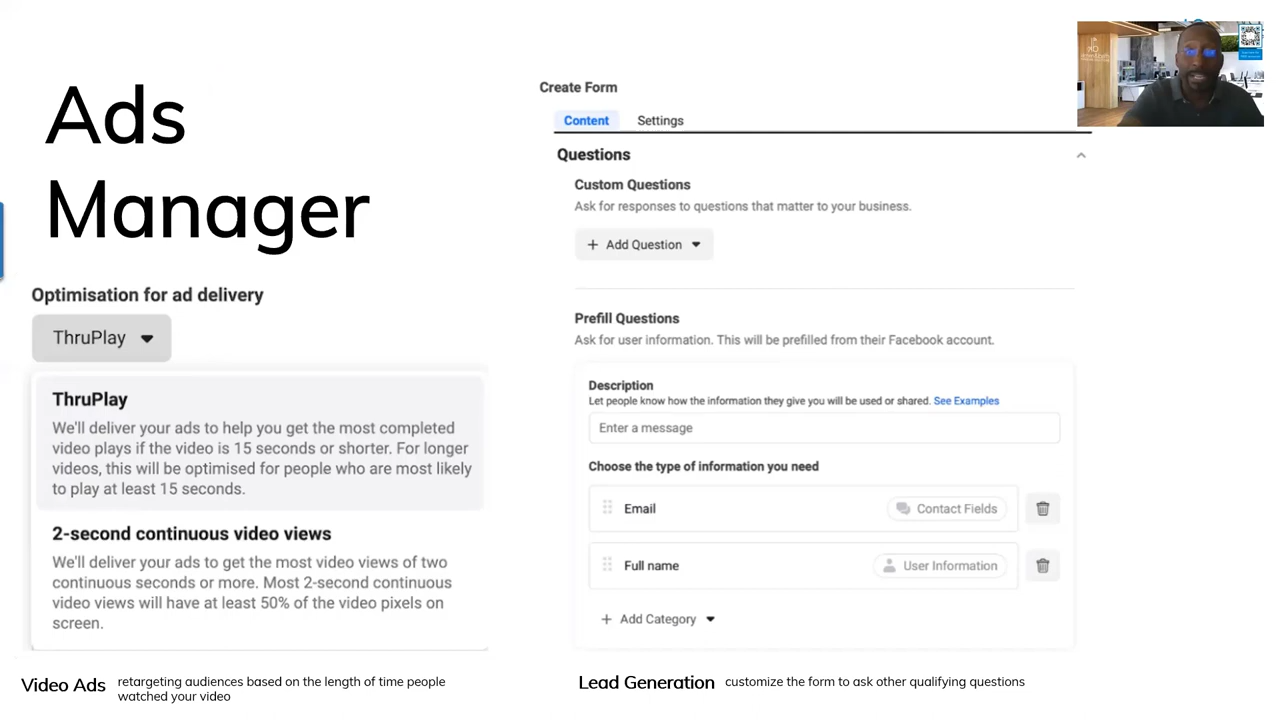 Ads
Manager
Optimisation for ad delivery
ThruPlay
ThruPlay
We'll deliver your ads to help you get the most completed
video plays if the video is 15 seconds or shorter. For longer
videos, this will be optimised for people who are most likely
to play at least 15 seconds.
2-second continuous video views
We'll deliver your ads to get the most video views of two
continuous seconds or more. Most 2-second continuous
video views will have at least 50% of the video pixels on
screen.
Video Ads retargeting audiences based on the length of time people
watched your video
Create Form
Content Settings
Questions
Custom Questions
Ask for responses to questions that matter to your business.
+ Add Question
Prefill Questions
Ask for user information. This will be prefilled from their Facebook account.
Description
Let people know how the information they give you will be used or shared. See Examples
Enter a message
Choose the type of information you need
Email Contact Fields
Full name User Information
+ Add Category
Lead Generation customize the form to ask other qualifying questions